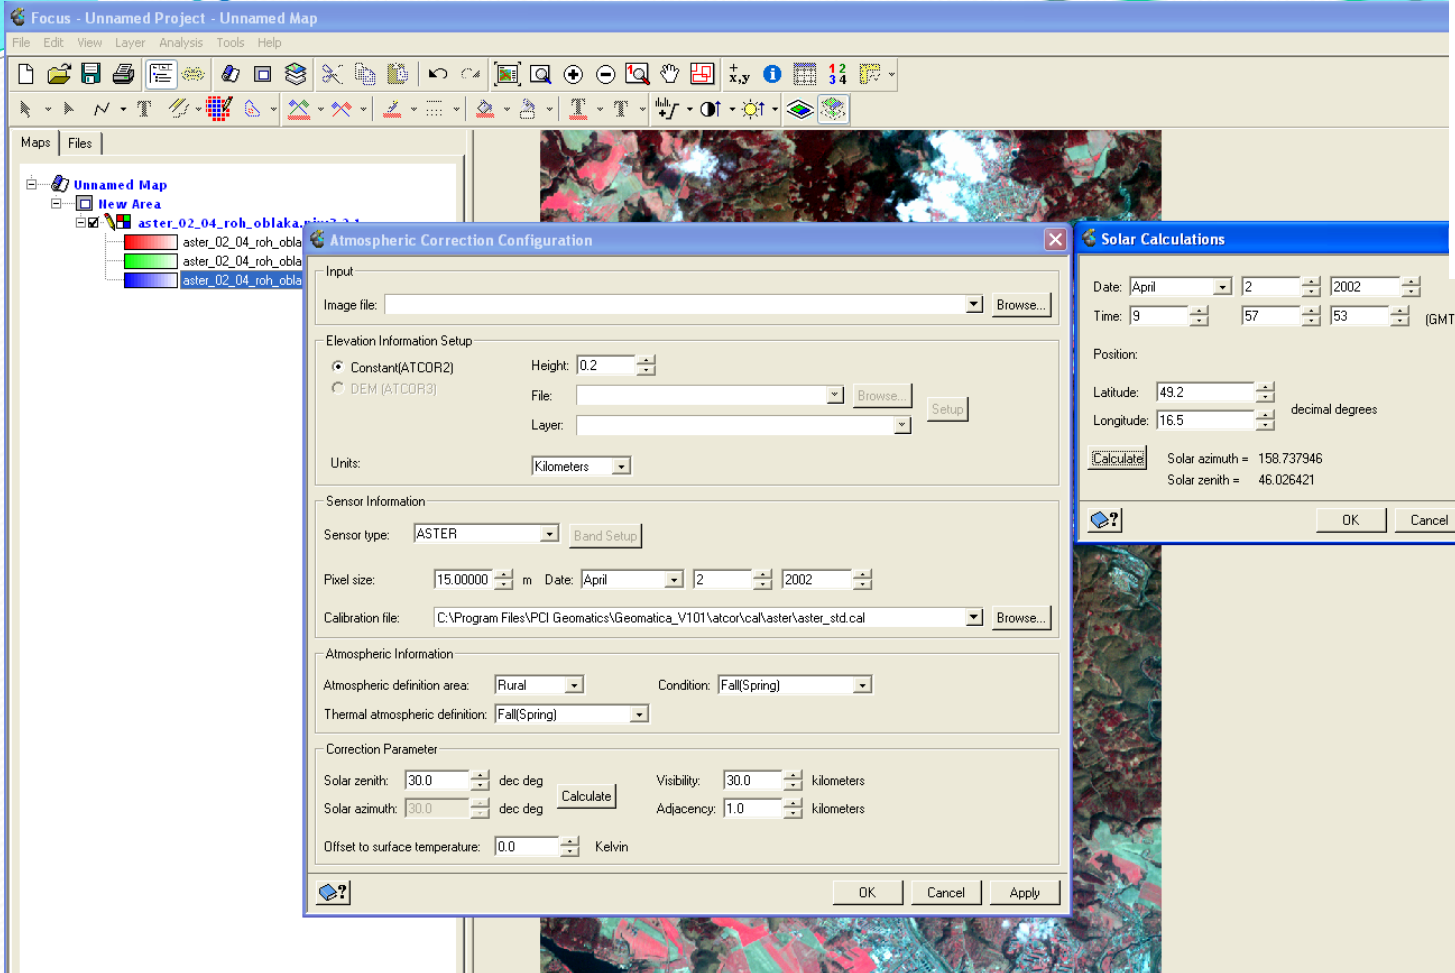 Focus - Unnamed Project - Unnamed Map
File Edit View Layer Analysis Tools Help
Maps Files
Unnamed Map
New Area
aster_02_04_roh_oblaka.pix:3,2,1
aster_02_04_roh_obla
aster_02_04_roh_obla
aster_02_04_roh_obla
Atmospheric Correction Configuration
Input
Image file: Browse...
Elevation Information Setup
Constant(ATCOR2) Height: 0.2
DEM (ATCOR3)
File: Browse... Setup
Layer:
Units: Kilometers
Sensor Information
Sensor type: ASTER Band Setup
Pixel size: 15.00000 m Date: April 2 2002
Calibration file: C:\Program Files\PCI Geomatics\Geomatica_V101\atcor\cal\aster\aster_std.cal Browse...
Atmospheric Information
Atmospheric definition area: Rural Condition: Fall(Spring)
Thermal atmospheric definition: Fall(Spring)
Correction Parameter
Solar zenith: 30.0 dec deg Calculate Visibility: 30.0 kilometers
Solar azimuth: 30.0 dec deg Adjacency: 1.0 kilometers
Offset to surface temperature: 0.0 Kelvin
OK Cancel Apply
Solar Calculations
Date: April 2 2002
Time: 9 57 53 (GMT
Position:
Latitude: 49.2
Longitude: 16.5 decimal degrees
Calculate Solar azimuth = 158.737946
Solar zenith = 46.026421
OK Cancel